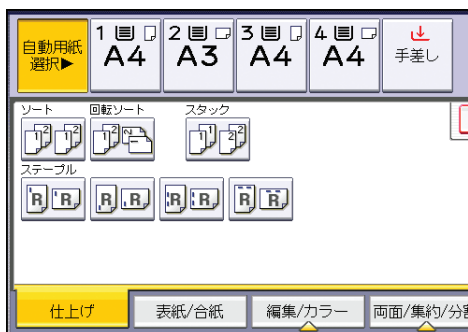 自動用紙
選択▶
1
A4
2
A3
3
A4
4
A4
手差し
ソート
回転ソート
スタック
ステープル
仕上げ
表紙/合紙
編集/カラー
両面/集約/分